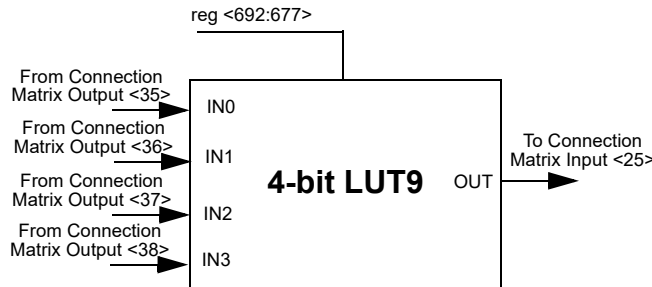 reg <692:677>
From Connection
Matrix Output <35>
IN0
From Connection
Matrix Output <36>
IN1
From Connection
Matrix Output <37>
IN2
From Connection
Matrix Output <38>
IN3
4-bit LUT9
OUT
To Connection
Matrix Input <25>